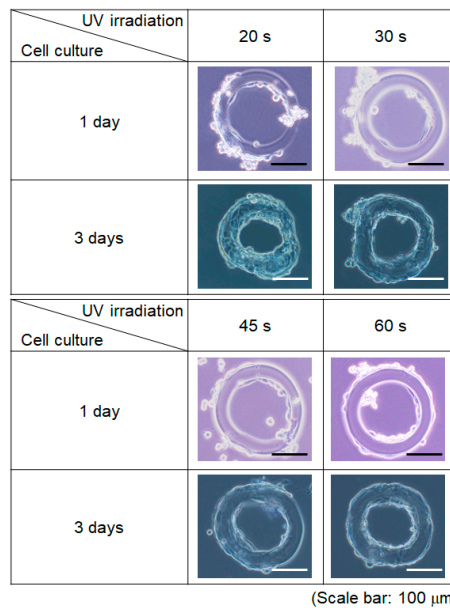 UV irradiation
Cell culture
20 s
30 s
1 day
3 days
UV irradiation
Cell culture
45 s
60 s
1 day
3 days
(Scale bar: 100 μm